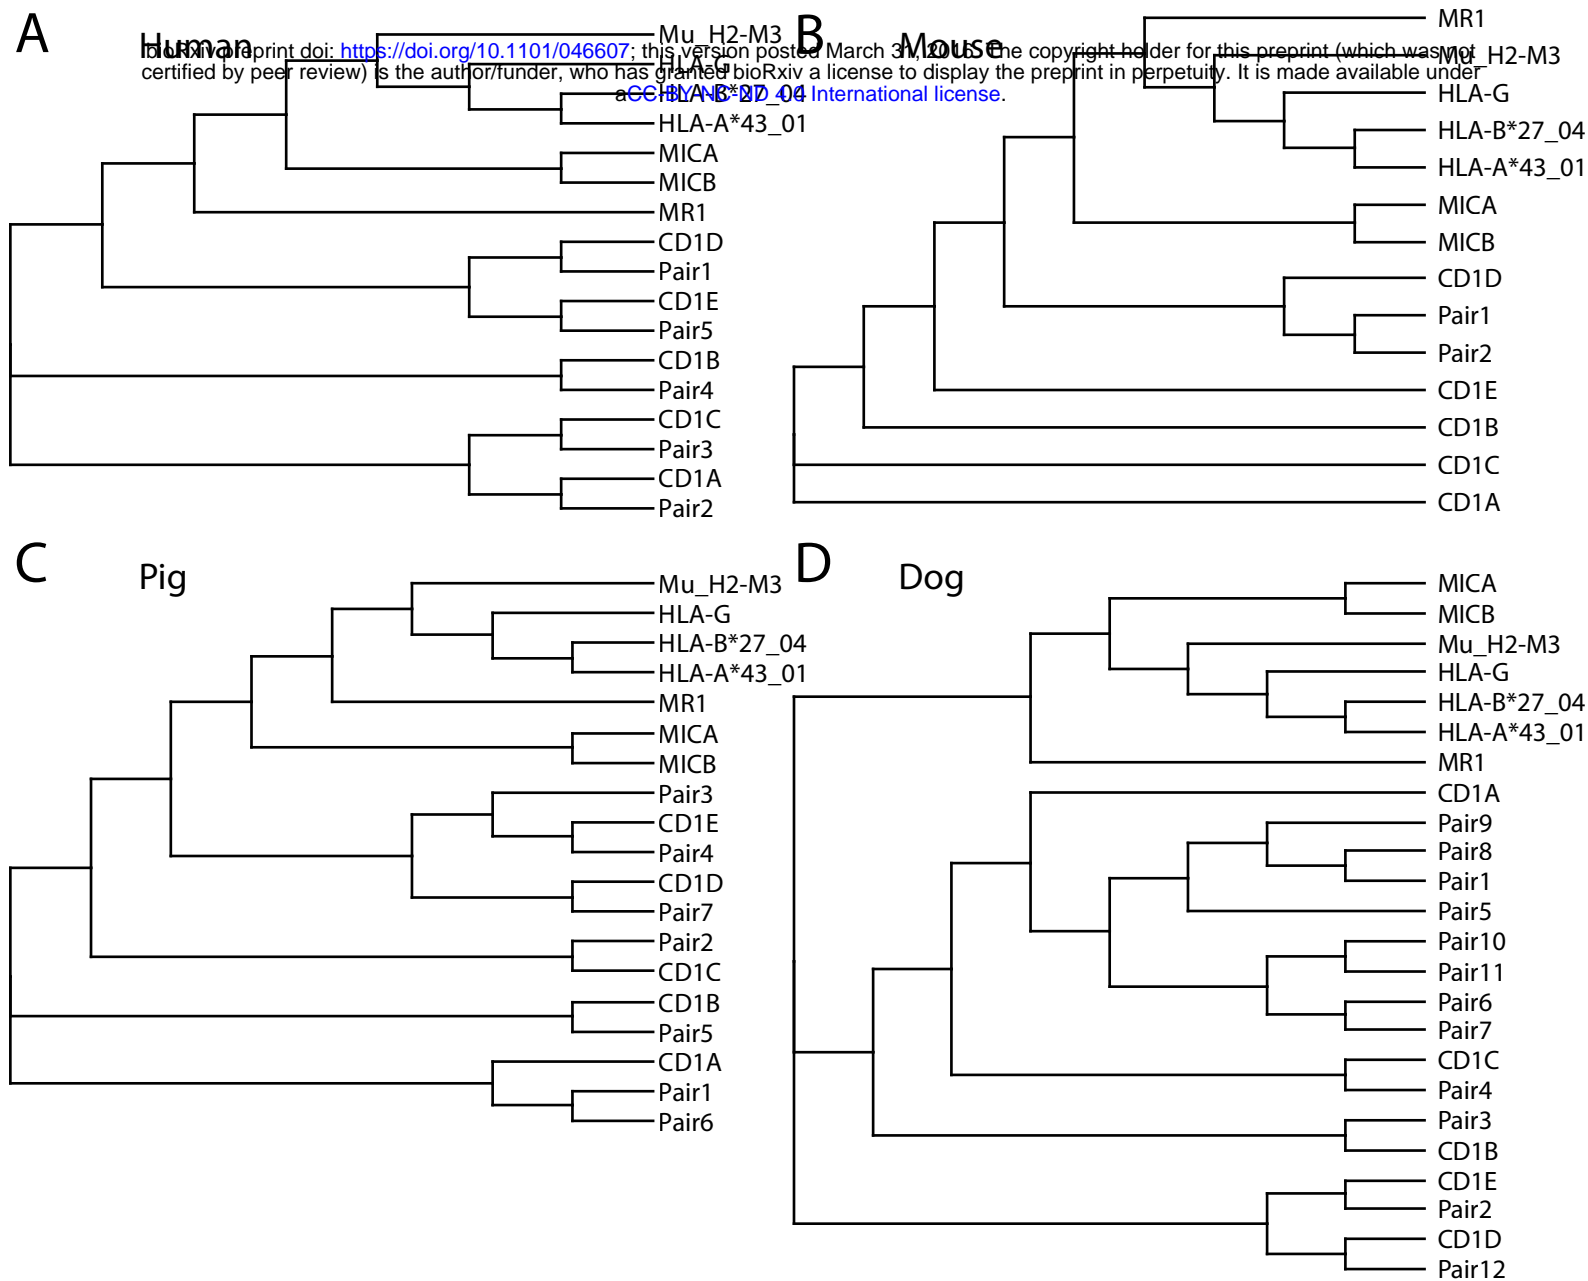 A
Human
Mu_H2-M3
HLA-G
HLA-B*27_04
HLA-A*43_01
MICA
MICB
MR1
CD1D
Pair1
CD1E
Pair5
CD1B
Pair4
CD1C
Pair3
CD1A
Pair2
bioRxiv preprint doi: https://doi.org/10.1101/046607; this version posted March 31, 2016. The copyright holder for this preprint (which was not
certified by peer review) is the author/funder, who has granted bioRxiv a license to display the preprint in perpetuity. It is made available under
aCC-BY-NC-ND 4.0 International license.
B
Mouse
MR1
Mu_H2-M3
HLA-G
HLA-B*27_04
HLA-A*43_01
MICA
MICB
CD1D
Pair1
Pair2
CD1E
CD1B
CD1C
CD1A
C
Pig
Mu_H2-M3
HLA-G
HLA-B*27_04
HLA-A*43_01
MR1
MICA
MICB
Pair3
CD1E
Pair4
CD1D
Pair7
Pair2
CD1C
CD1B
Pair5
CD1A
Pair1
Pair6
D
Dog
MICA
MICB
Mu_H2-M3
HLA-G
HLA-B*27_04
HLA-A*43_01
MR1
CD1A
Pair9
Pair8
Pair1
Pair5
Pair10
Pair11
Pair6
Pair7
CD1C
Pair4
Pair3
CD1B
CD1E
Pair2
CD1D
Pair12